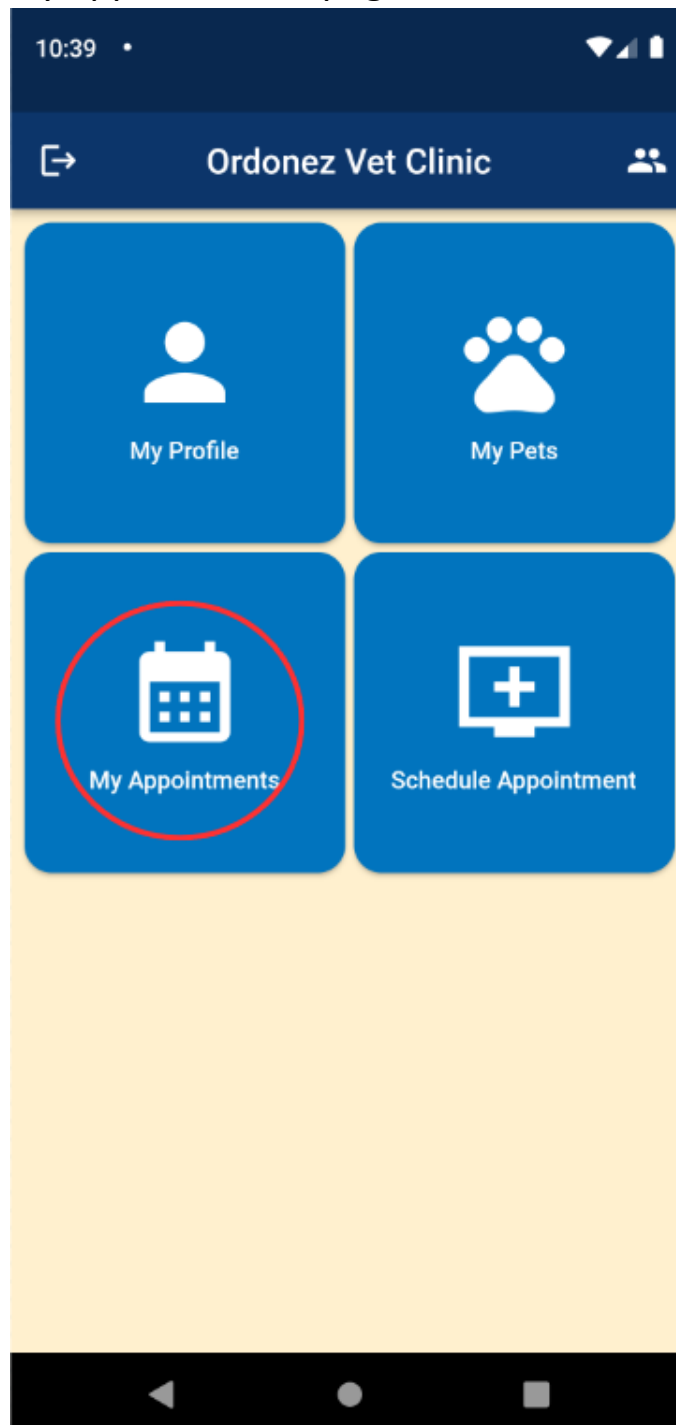 10:39
Ordonez Vet Clinic
My Profile
My Pets
My Appointments
Schedule Appointment